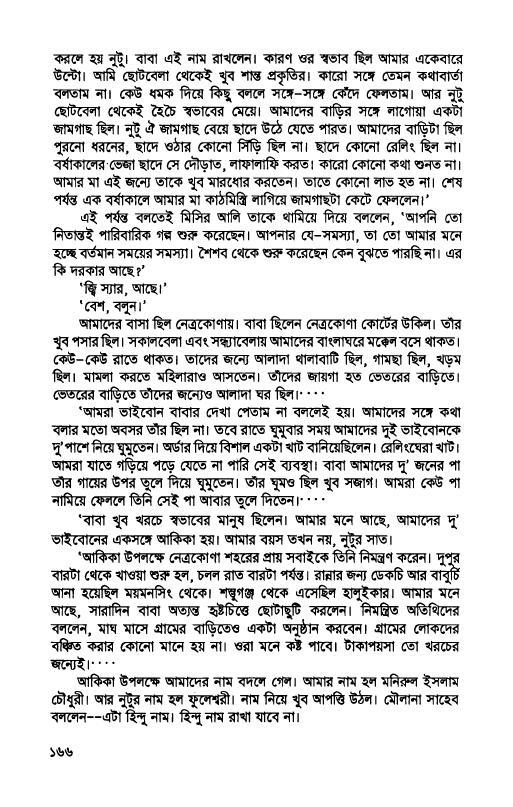 করলে হয় নুটু। বাবা এই নাম রাখলেন। কারণ ওর স্বভাব ছিল আমার একেবারে
উল্টো। আমি ছোটবেলা থেকেই খুব শান্ত প্রকৃতির। কারো সঙ্গে তেমন কথাবার্তা
বলতাম না। কেউ ধমক দিয়ে কিছু বললে সঙ্গে-সঙ্গে কেঁদে ফেলতাম। আর নুটু
ছোটবেলা থেকেই হৈচৈ স্বভাবের মেয়ে। আমাদের বাড়ির সঙ্গে লাগোয়া একটা
জামগাছ ছিল। নুটু ঐ জামগাছ বেয়ে ছাদে উঠে যেতে পারত। আমাদের বাড়িটা ছিল
পুরনো ধরনের, ছাদে ওঠার কোনো সিঁড়ি ছিল না। ছাদে কোনো রেলিং ছিল না।
বর্ষাকালের ভেজা ছাদে সে দৌড়াত, লাফালাফি করত। কারো কোনো কথা শুনত না।
আমার মা এই জন্যে তাকে খুব মারধোর করতেন। তাতে কোনো লাভ হত না। শেষ
পর্যন্ত এক বর্ষাকালে আমার মা কাঠমিস্ত্রি লাগিয়ে জামগাছটা কেটে ফেললেন।’
এই পর্যন্ত বলতেই মিসির আলি তাকে থামিয়ে দিয়ে বললেন, ‘আপনি তো
নিতান্তই পারিবারিক গল্প শুরু করেছেন। আপনার যে-সমস্যা, তা তো আমার মনে
হচ্ছে বর্তমান সময়ের সমস্যা। শৈশব থেকে শুরু করেছেন কেন বুঝতে পারছি না। এর
কি দরকার আছে?’
‘জ্বি স্যার, আছে।’
‘বেশ, বলুন।’
আমাদের বাসা ছিল নেত্রকোণায়। বাবা ছিলেন নেত্রকোণা কোর্টের উকিল। তাঁর
খুব পসার ছিল। সকালবেলা এবং সন্ধ্যাবেলায় আমাদের বাংলাঘরে মক্কেল বসে থাকত।
কেউ-কেউ রাতে থাকত। তাদের জন্যে আলাদা থালাবাটি ছিল, গামছা ছিল, খড়ম
ছিল। মামলা করতে মহিলারাও আসতেন। তাঁদের জায়গা হত ভেতরের বাড়িতে।
ভেতরের বাড়িতে তাঁদের জন্যেও আলাদা ঘর ছিল।····
‘আমরা ভাইবোন বাবার দেখা পেতাম না বললেই হয়। আমাদের সঙ্গে কথা
বলার মতো অবসর তাঁর ছিল না। তবে রাতে ঘুমুবার সময় আমাদের দুই ভাইবোনকে
দু’পাশে নিয়ে ঘুমুতেন। অর্ডার দিয়ে বিশাল একটা খাট বানিয়েছিলেন। রেলিংঘেরা খাট।
আমরা যাতে গড়িয়ে পড়ে যেতে না পারি সেই ব্যবস্থা। বাবা আমাদের দু’ জনের পা
তাঁর গায়ের উপর তুলে দিয়ে ঘুমুতেন। তাঁর ঘুমও ছিল খুব সজাগ। আমরা কেউ পা
নামিয়ে ফেললে তিনি সেই পা আবার তুলে দিতেন।····
‘বাবা খুব খরচে স্বভাবের মানুষ ছিলেন। আমার মনে আছে, আমাদের দু’
ভাইবোনের একসঙ্গে আকিকা হয়। আমার বয়স তখন নয়, নুটুর সাত।
‘আকিকা উপলক্ষে নেত্রকোণা শহরের প্রায় সবাইকে তিনি নিমন্ত্রণ করেন। দুপুর
বারটা থেকে খাওয়া শুরু হল, চলল রাত বারটা পর্যন্ত। রান্নার জন্য ডেকচি আর বাবুর্চি
আনা হয়েছিল ময়মনসিং থেকে। শম্ভুগঞ্জ থেকে এসেছিল হালুইকার। আমার মনে
আছে, সারাদিন বাবা অত্যন্ত হৃষ্টচিত্তে ছোটাছুটি করলেন। নিমন্ত্রিত অতিথিদের
বললেন, মাঘ মাসে গ্রামের বাড়িতেও একটা অনুষ্ঠান করবেন। গ্রামের লোকদের
বঞ্চিত করার কোনো মানে হয় না। ওরা মনে কষ্ট পাবে। টাকাপয়সা তো খরচের
জন্যেই।····
আকিকা উপলক্ষে আমাদের নাম বদলে গেল। আমার নাম হল মনিরুল ইসলাম
চৌধুরী। আর নুটুর নাম হল ফুলেশ্বরী। নাম নিয়ে খুব আপত্তি উঠল। মৌলানা সাহেব
বললেন--এটা হিন্দু নাম। হিন্দু নাম রাখা যাবে না।
১৬৬